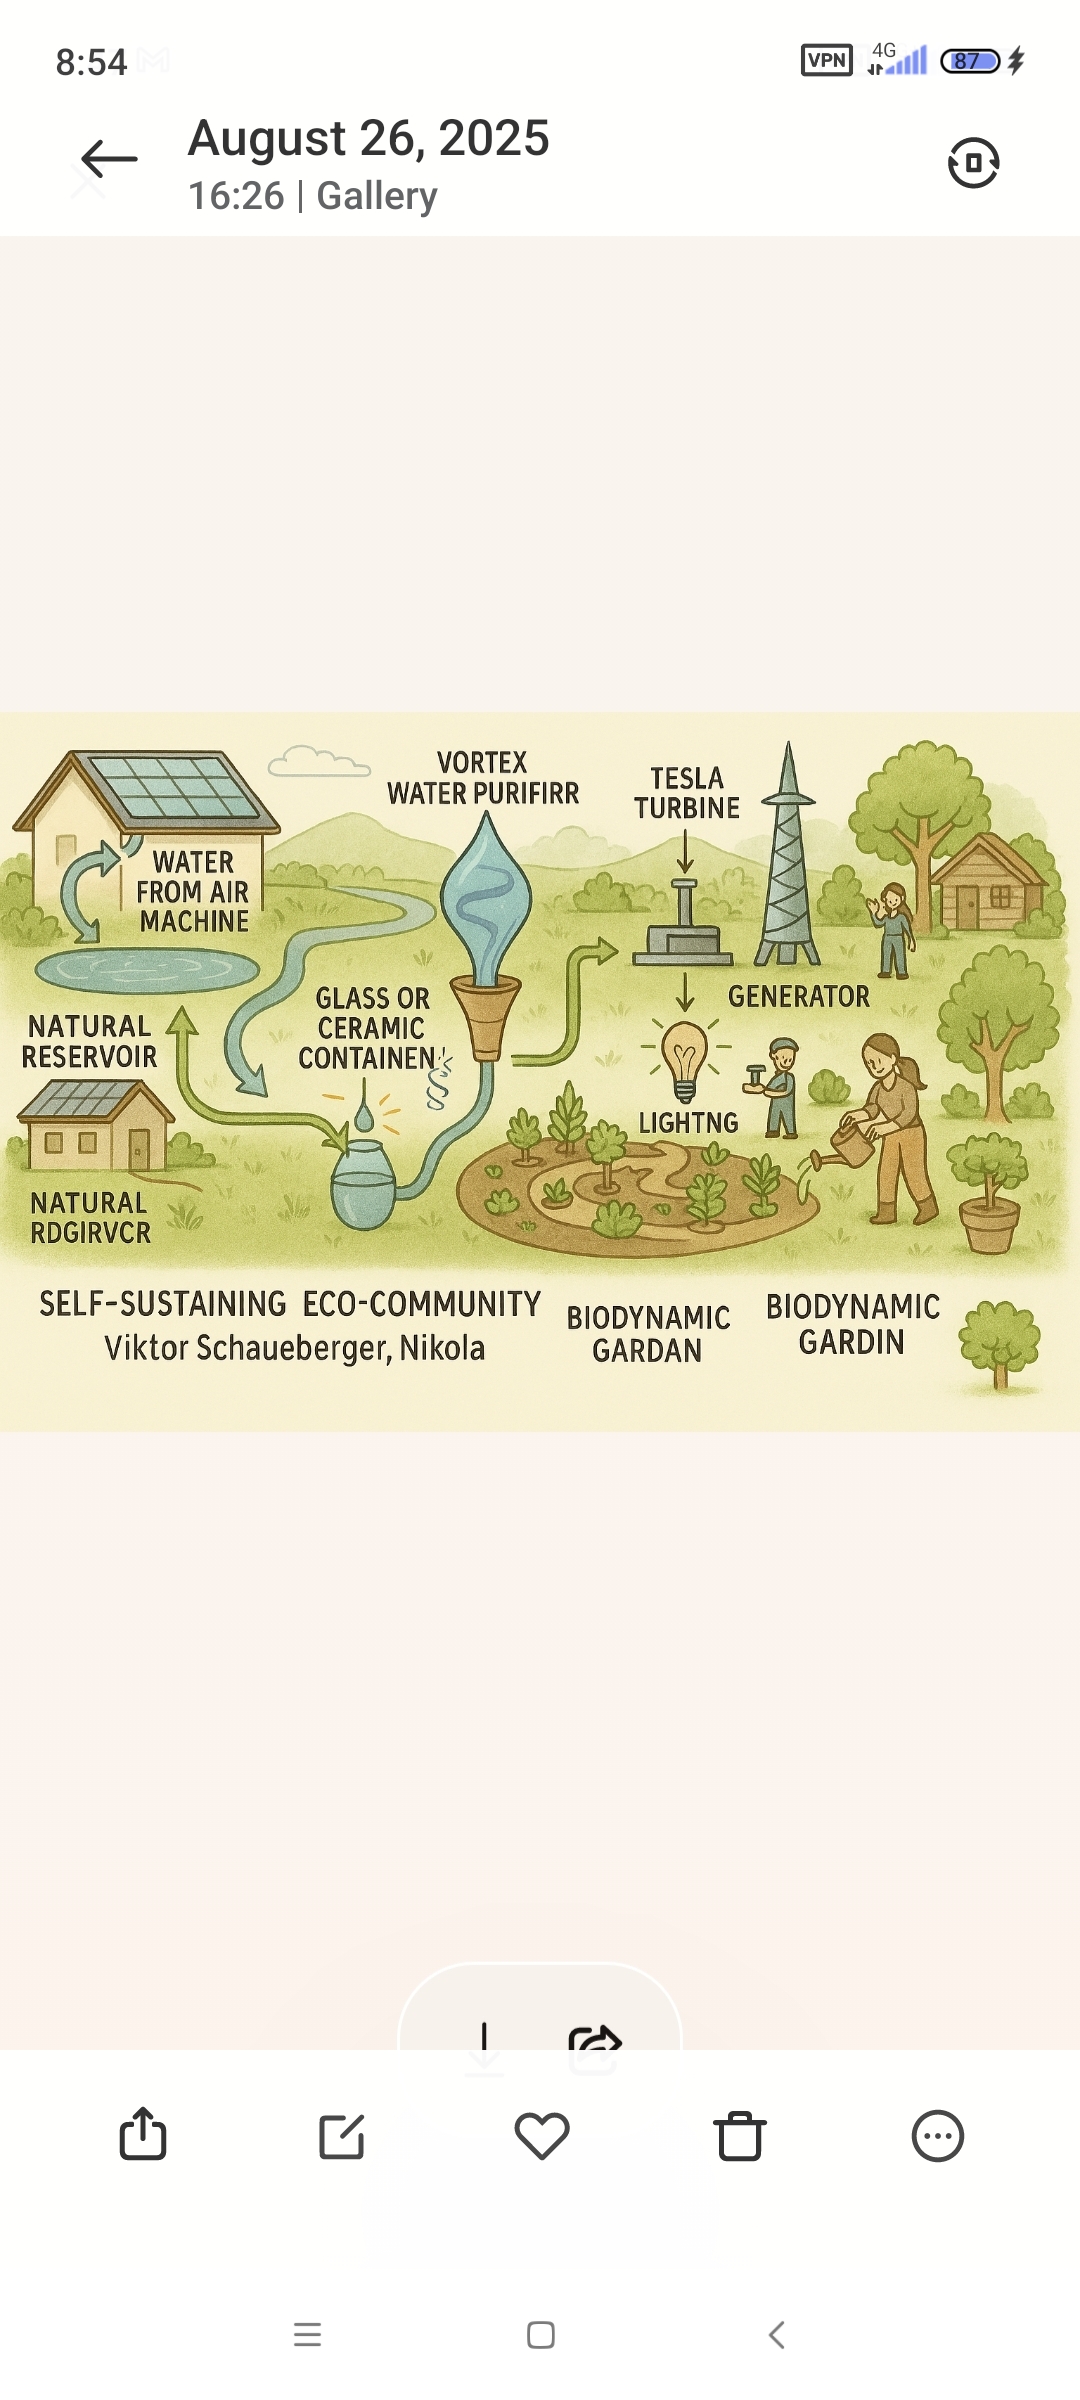 8:54
VPN
4G
87
August 26, 2025
16:26 | Gallery
VORTEX
WATER PURIFIRR
TESLA
TURBINE
WATER
FROM AIR
MACHINE
GLASS OR
CERAMIC
CONTAINEN
GENERATOR
NATURAL
RESERVOIR
LIGHTNG
NATURAL
RDGIRVCR
SELF-SUSTAINING ECO-COMMUNITY
Viktor Schaueberger, Nikola
BIODYNAMIC
GARDAN
BIODYNAMIC
GARDIN